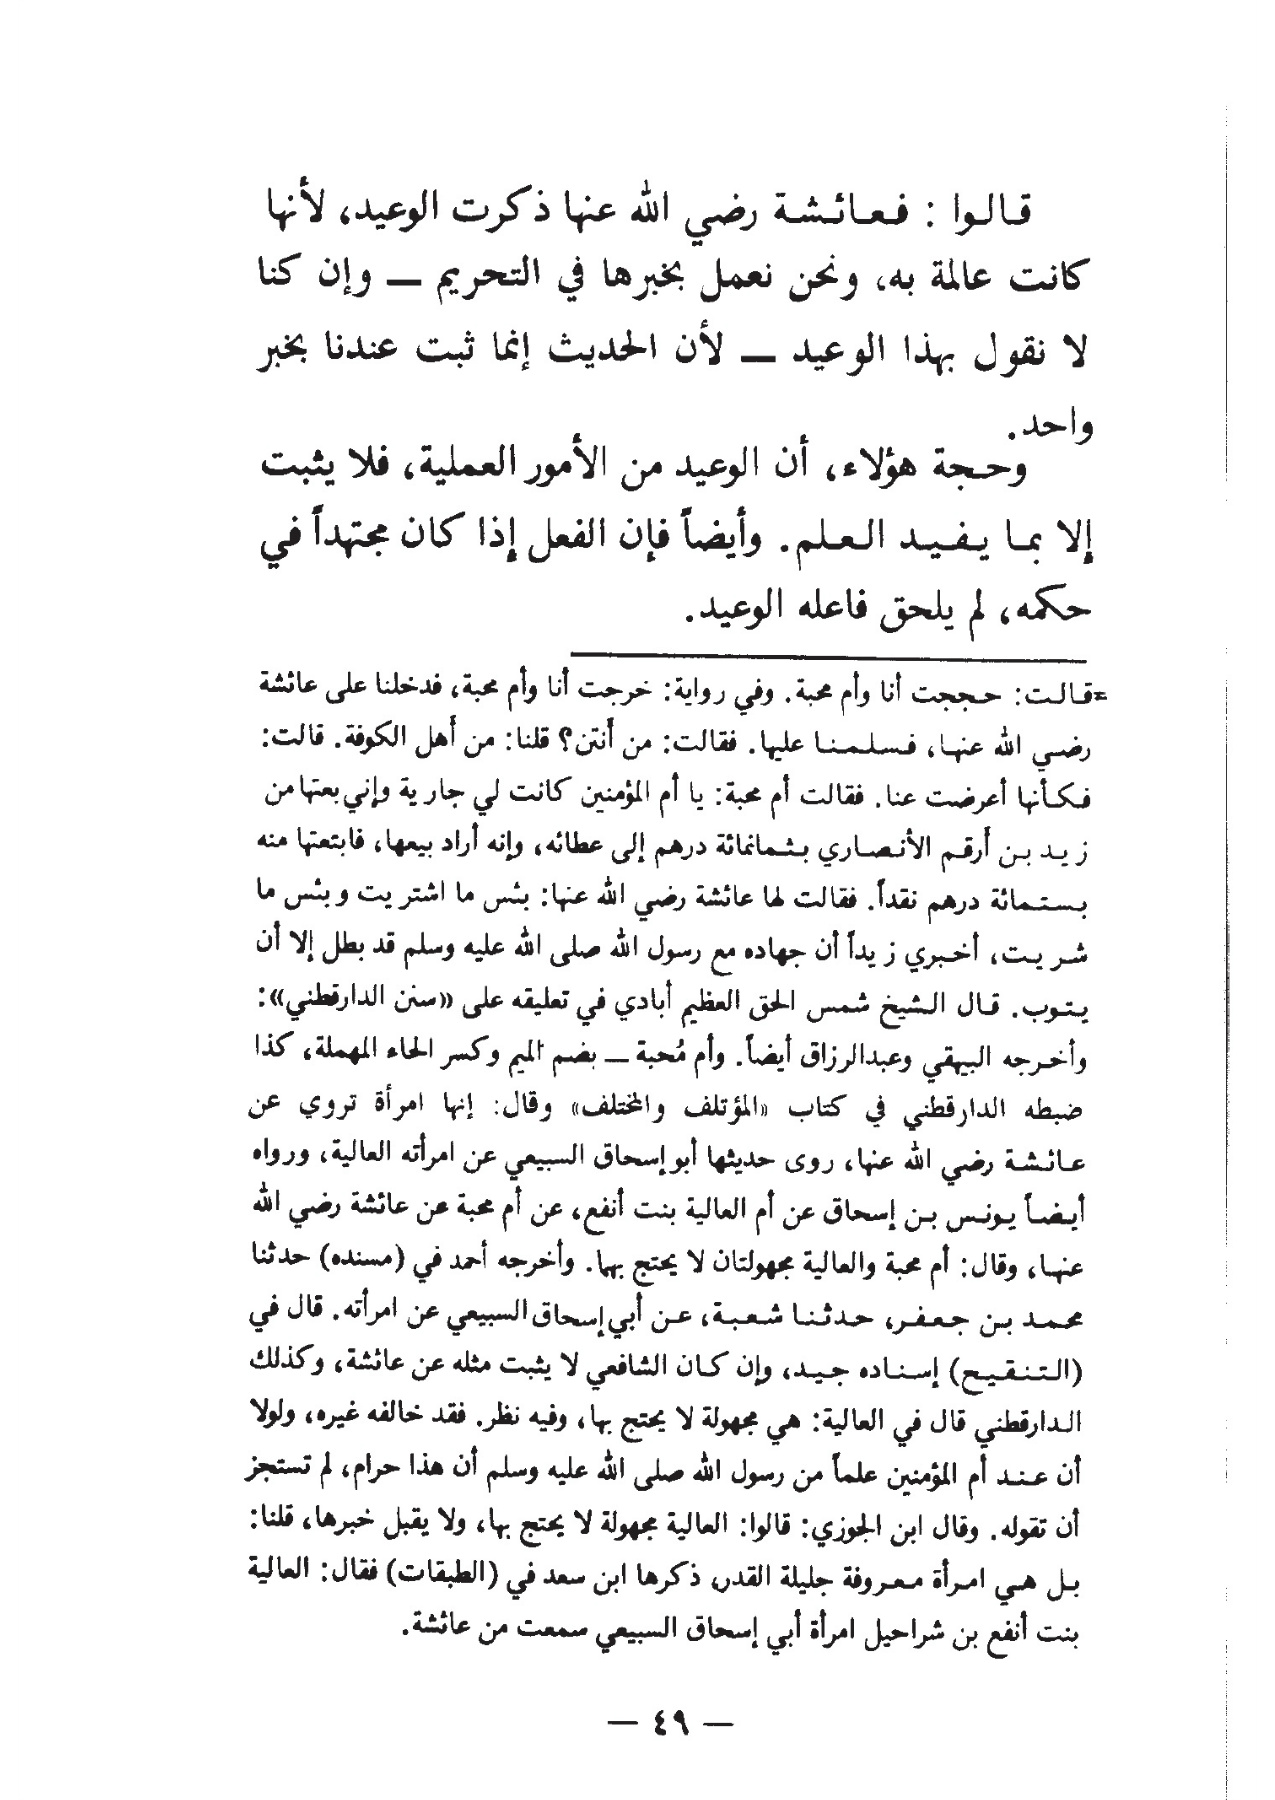 قالوا : فعائشة رضي الله عنها ذكرت الوعيد، لأنها
كانت عالمة به، ونحن نعمل بخبرها في التحريم — وإن كنا
لا نقول بهذا الوعيد — لأن الحديث إنما ثبت عندنا بخبر
واحد.
وحجة هؤلاء، أن الوعيد من الأمور العملية، فلا يثبت
إلا بما يفيد العلم. وأيضاً فإن الفعل إذا كان مجتهداً في
حكمه، لم يلحق فاعله الوعيد.
=قالت: حججت أنا وأم محبة. وفي رواية: خرجت أنا وأم محبة، فدخلنا على عائشة
رضي الله عنها، فسلمنا عليها. فقالت: من أنتن؟ قلنا: من أهل الكوفة. قالت:
فكأنها أعرضت عنا. فقالت أم محبة: يا أم المؤمنين كانت لي جارية وإني بعتها من
زيد بن أرقم الأنصاري بثمانمائة درهم إلى عطائه، وإنه أراد بيعها، فابتعتها منه
بستمائة درهم نقداً. فقالت لها عائشة رضي الله عنها: بئس ما اشتريت وبئس ما
شريت، أخبري زيداً أن جهاده مع رسول الله صلى الله عليه وسلم قد بطل إلا أن
يتوب. قال الشيخ شمس الحق العظيم أبادي في تعليقه على «سنن الدارقطني»:
وأخرجه البيهقي وعبدالرزاق أيضاً. وأم مُحبة — بضم الميم وكسر الحاء المهملة، كذا
ضبطه الدارقطني في كتاب «المؤتلف والمختلف» وقال: إنها امرأة تروي عن
عائشة رضي الله عنها، روى حديثها أبو إسحاق السبيعي عن امرأته العالية، ورواه
أيضاً يونس بن إسحاق عن أم العالية بنت أنفع، عن أم محبة عن عائشة رضي الله
عنها، وقال: أم محبة والعالية مجهولتان لا يحتج بهما. وأخرجه أحمد في (مسنده) حدثنا
محمد بن جعفر، حدثنا شعبة، عن أبي إسحاق السبيعي عن امرأته. قال في
(التنقيح) إسناده جيد، وإن كان الشافعي لا يثبت مثله عن عائشة، وكذلك
الدارقطني قال في العالية: هي مجهولة لا يحتج بها، وفيه نظر. فقد خالفه غيره، ولولا
أن عند أم المؤمنين علماً من رسول الله صلى الله عليه وسلم أن هذا حرام، لم تستجز
أن تقوله. وقال ابن الجوزي: قالوا: العالية مجهولة لا يحتج بها، ولا يقبل خبرها، قلنا:
بل هي امرأة معروفة جليلة القدر، ذكرها ابن سعد في (الطبقات) فقال: العالية
بنت أنفع بن شراحيل امرأة أبي إسحاق السبيعي سمعت من عائشة.
— ٤٩ —